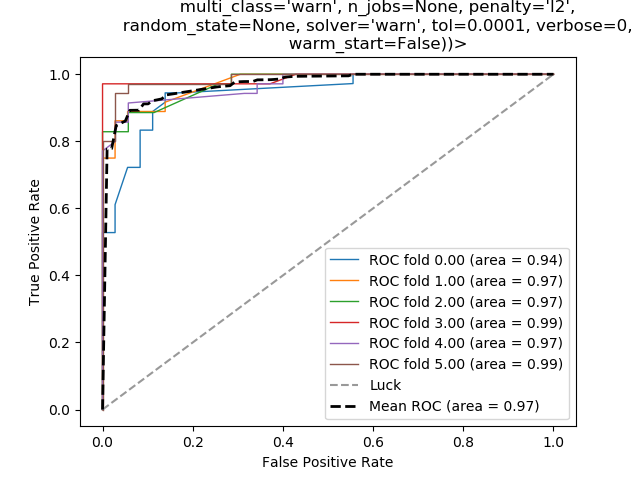 multi_class='warn', n_jobs=None, penalty='l2',
random_state=None, solver='warn', tol=0.0001, verbose=0,
warm_start=False))>
1.0
0.8
0.6
0.4
0.2
0.0
True Positive Rate
ROC fold 0.00 (area = 0.94)
ROC fold 1.00 (area = 0.97)
ROC fold 2.00 (area = 0.97)
ROC fold 3.00 (area = 0.99)
ROC fold 4.00 (area = 0.97)
ROC fold 5.00 (area = 0.99)
Luck
Mean ROC (area = 0.97)
0.0 0.2 0.4 0.6 0.8 1.0
False Positive Rate